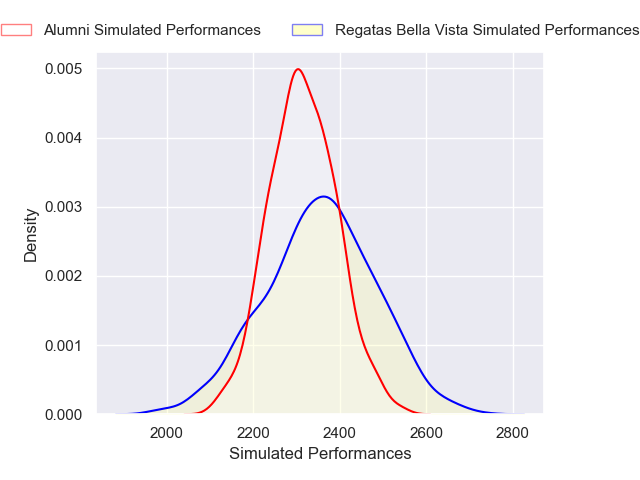 Alumni Simulated Performances
Regatas Bella Vista Simulated Performances
0.005
0.004
0.003
0.002
0.001
0.000
Density
2000
2200
2400
2600
2800
Simulated Performances